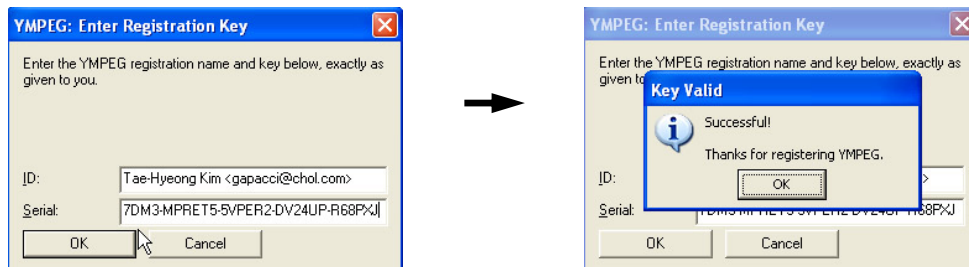 YMPEG: Enter Registration Key
Enter the YMPEG registration name and key below, exactly as
given to you.
ID:
Tae-Hyeong Kim <gapacci@chol.com>
Serial:
7DM3-MPRET5-5VPER2-DV24UP-R68PXJ
OK
Cancel
YMPEG: Enter Registration Key
Enter the YMPEG registration name and key below, exactly as
given to
Key Valid
Successful!
Thanks for registering YMPEG.
OK
ID:
>
Serial:
OK
Cancel